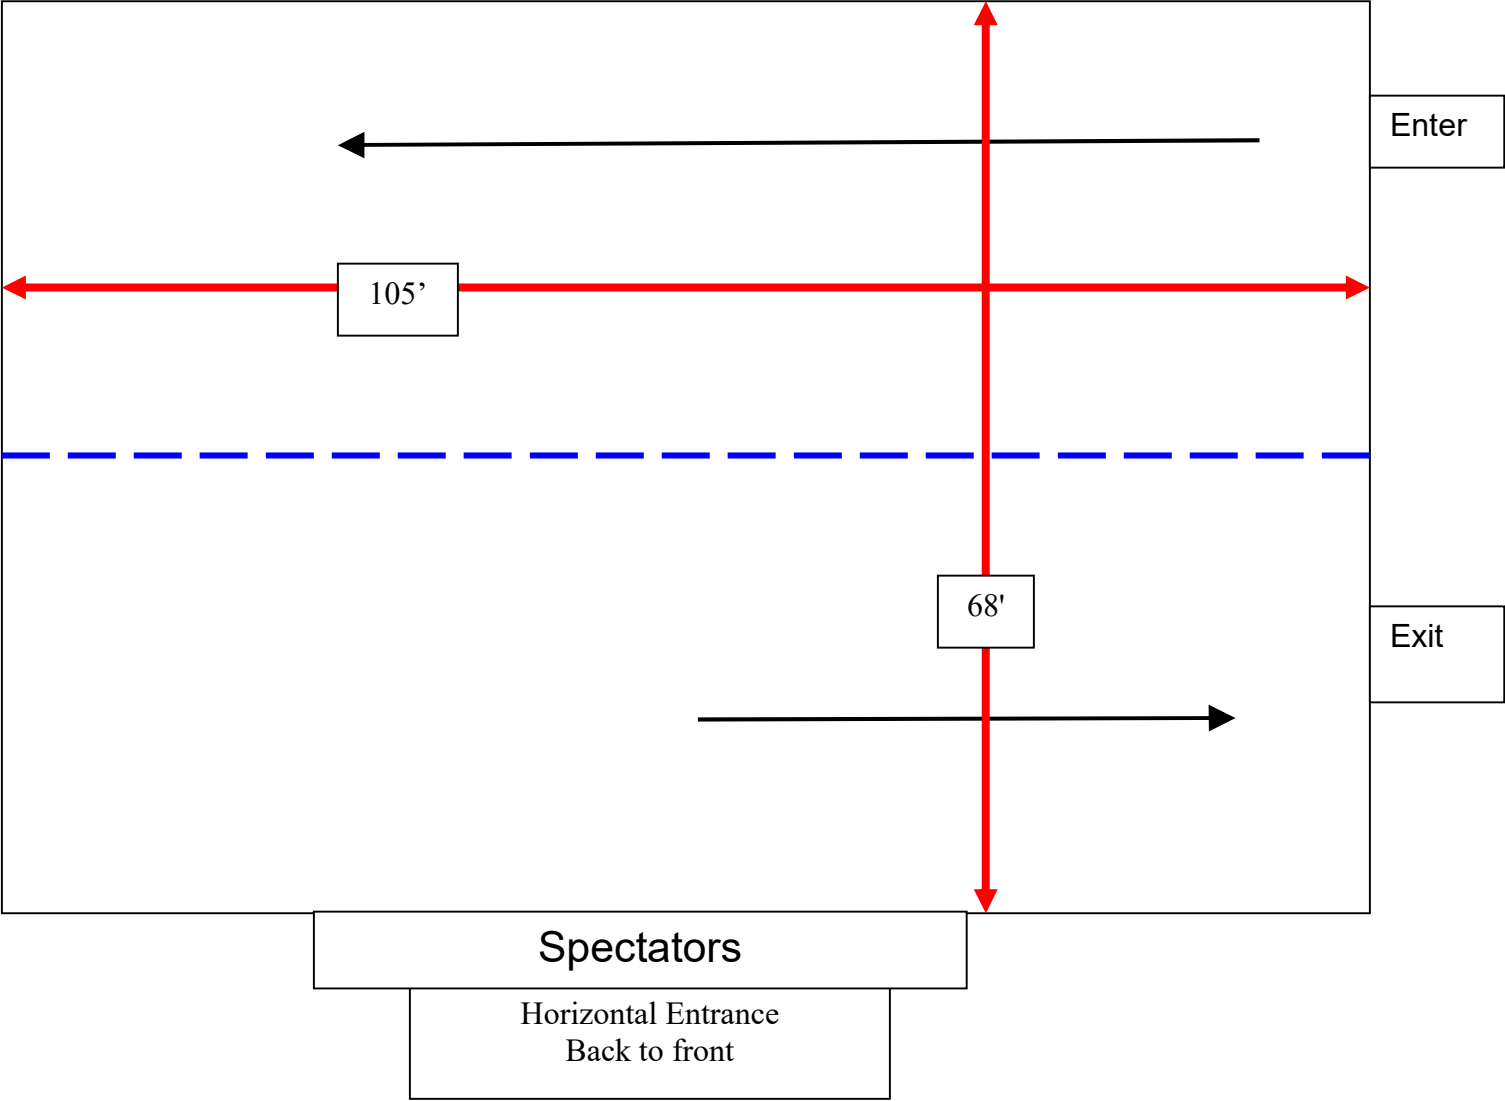 Enter
105’
68'
Exit
Spectators
Horizontal Entrance
Back to front